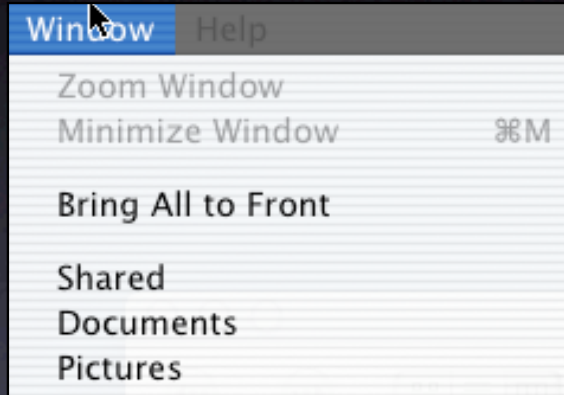 Window Help
Zoom Window
Minimize Window ⌘M
Bring All to Front
Shared
Documents
Pictures